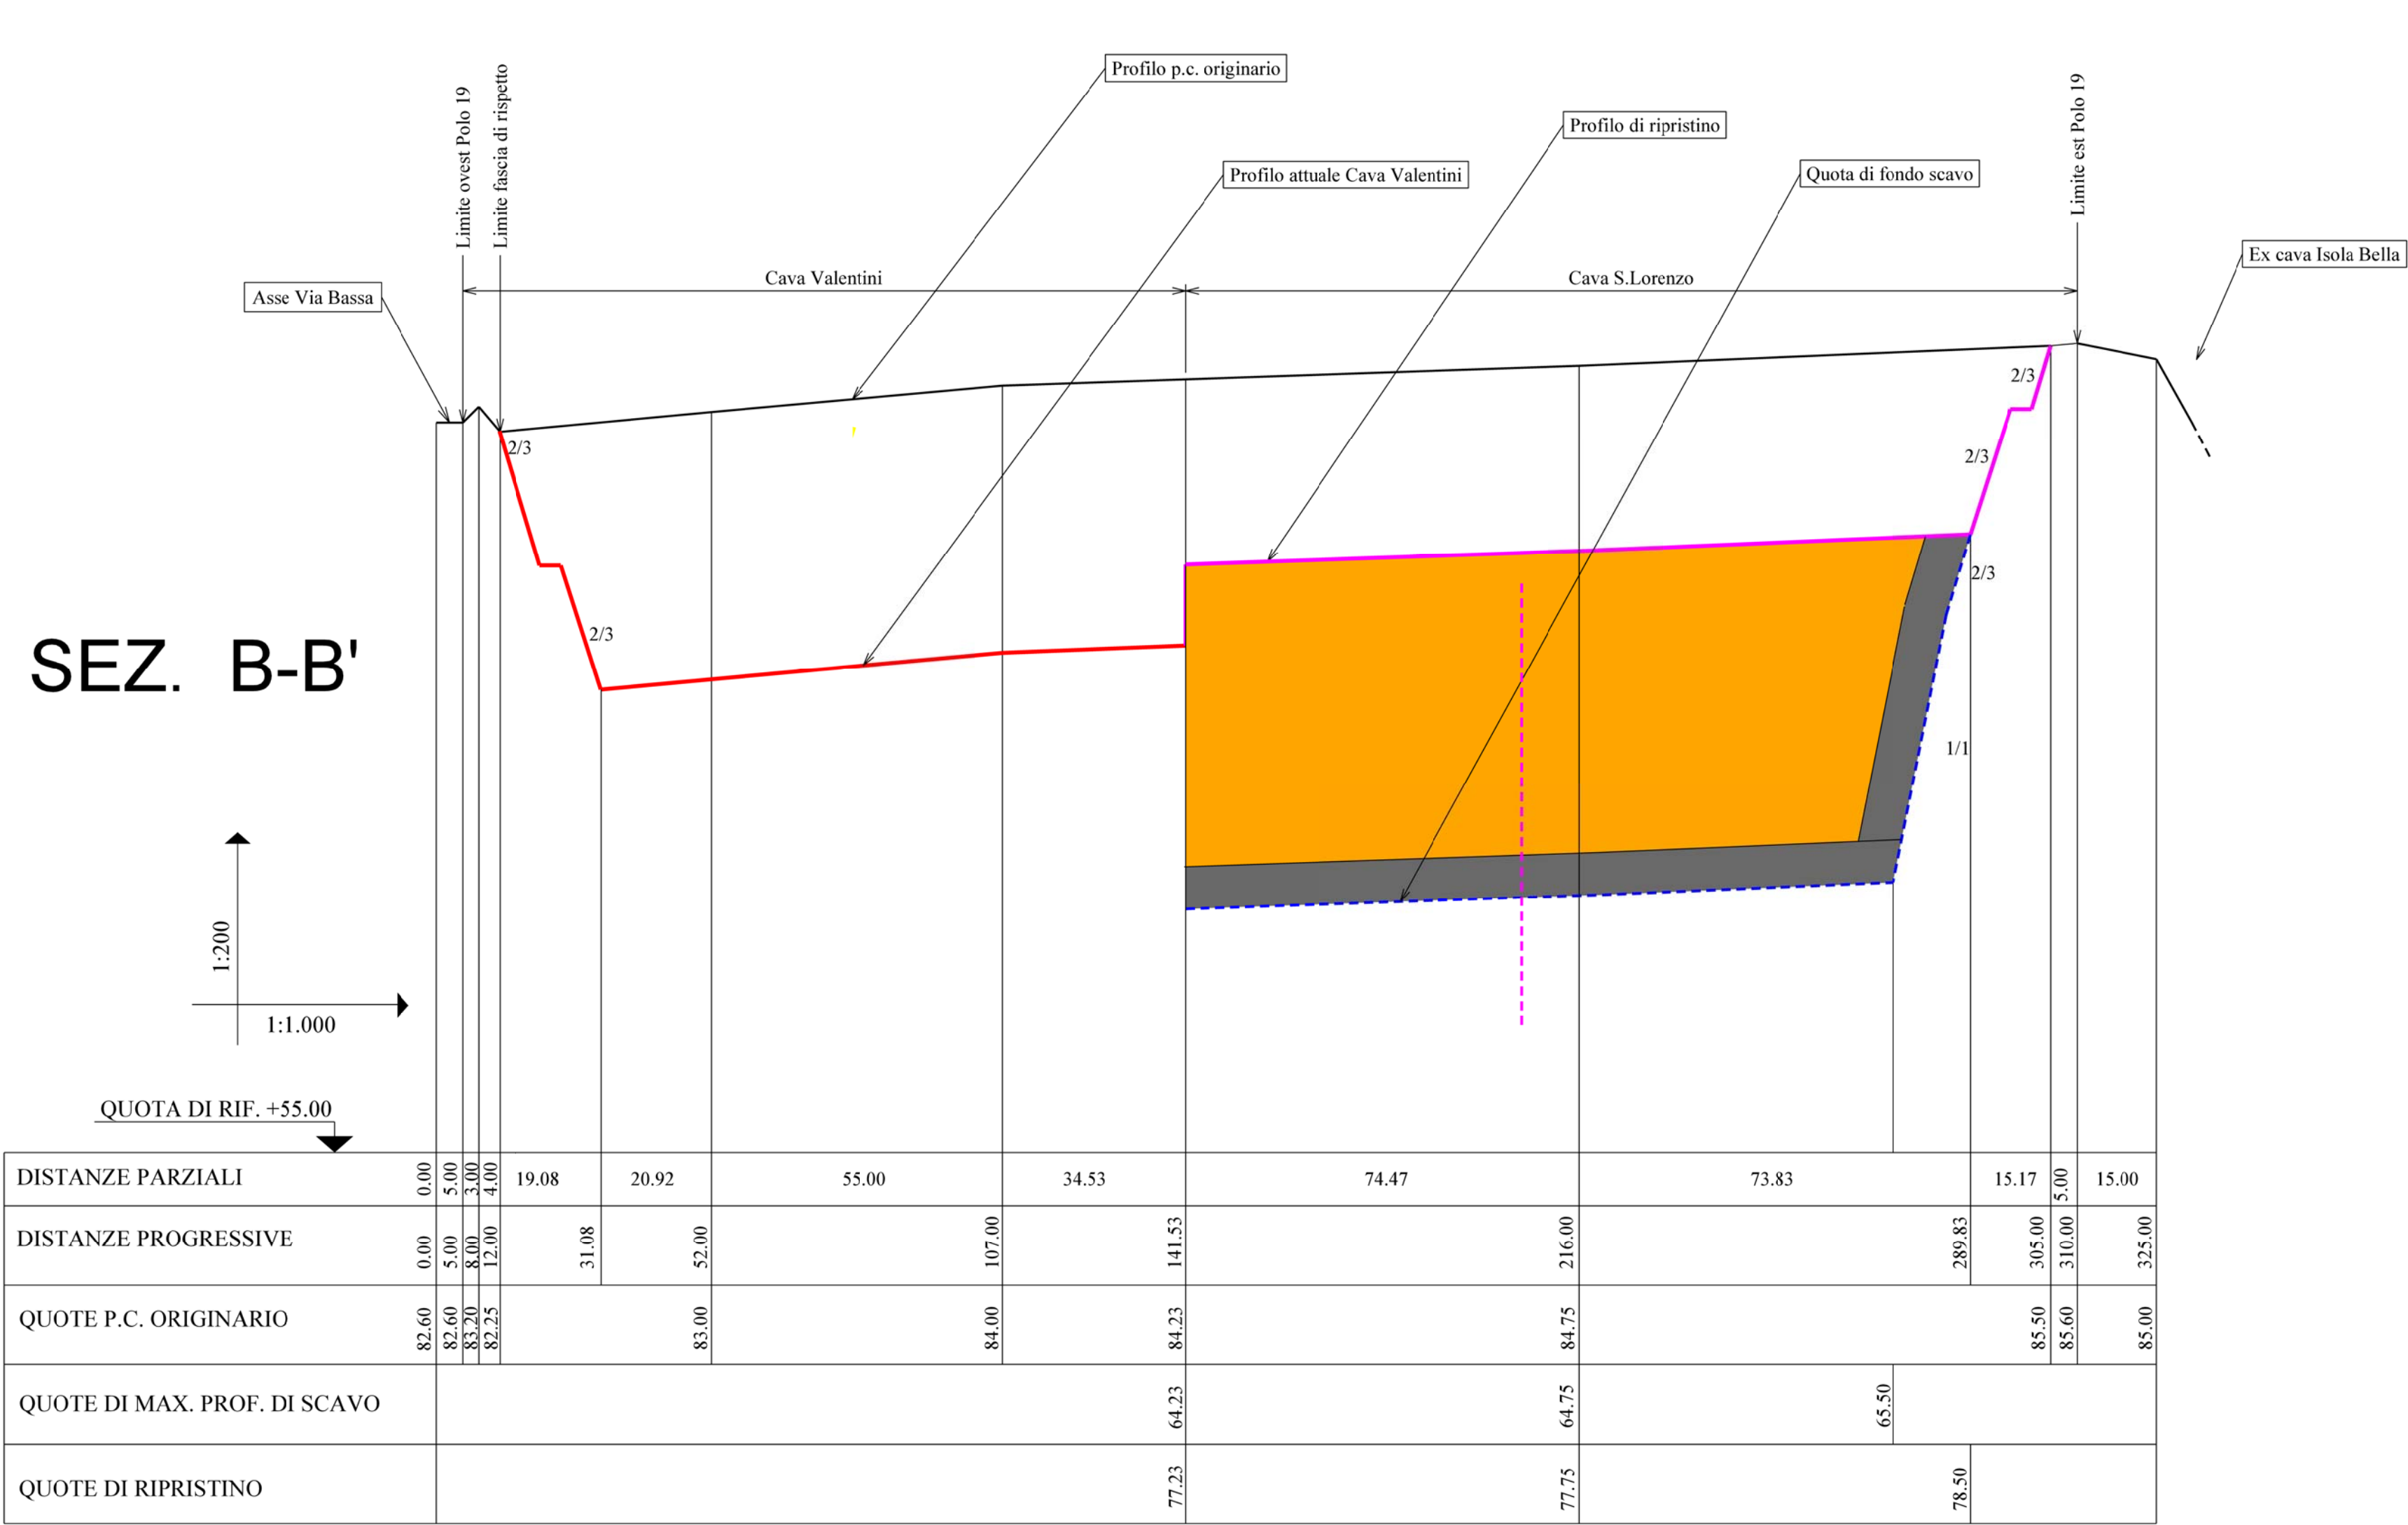 Profilo p.c. originario
Limite ovest Polo 19
Limite fascia di rispetto
Limite est Polo 19
Profilo di ripristino
Profilo attuale Cava Valentini
Quota di fondo scavo
Ex cava Isola Bella
Asse Via Bassa
Cava Valentini
Cava S.Lorenzo
2/3
2/3
2/3
2/3
2/3
1/1
SEZ. B-B'
1:200
1:1.000
QUOTA DI RIF. +55.00
DISTANZE PARZIALI 0.00 5.00 3.00 4.00 19.08 20.92 55.00 34.53 74.47 73.83 15.17 5.00 15.00
DISTANZE PROGRESSIVE 0.00 5.00 8.00 12.00 31.08 52.00 107.00 141.53 216.00 289.83 305.00 310.00 325.00
QUOTE P.C. ORIGINARIO 82.60 82.60 83.20 82.25 83.00 84.00 84.23 84.75 85.50 85.60 85.00
QUOTE DI MAX. PROF. DI SCAVO 64.23 64.75 65.50
QUOTE DI RIPRISTINO 77.23 77.75 78.50